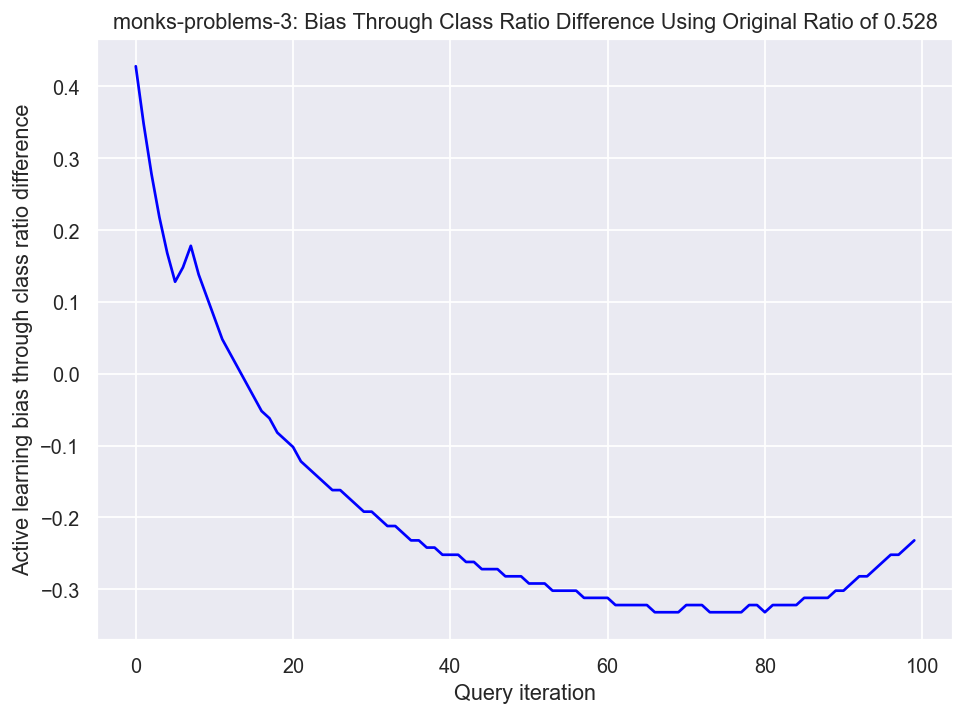 monks-problems-3: Bias Through Class Ratio Difference Using Original Ratio of 0.528
Active learning bias through class ratio difference
0.4
0.3
0.2
0.1
0.0
−0.1
−0.2
−0.3
0 20 40 60 80 100
Query iteration